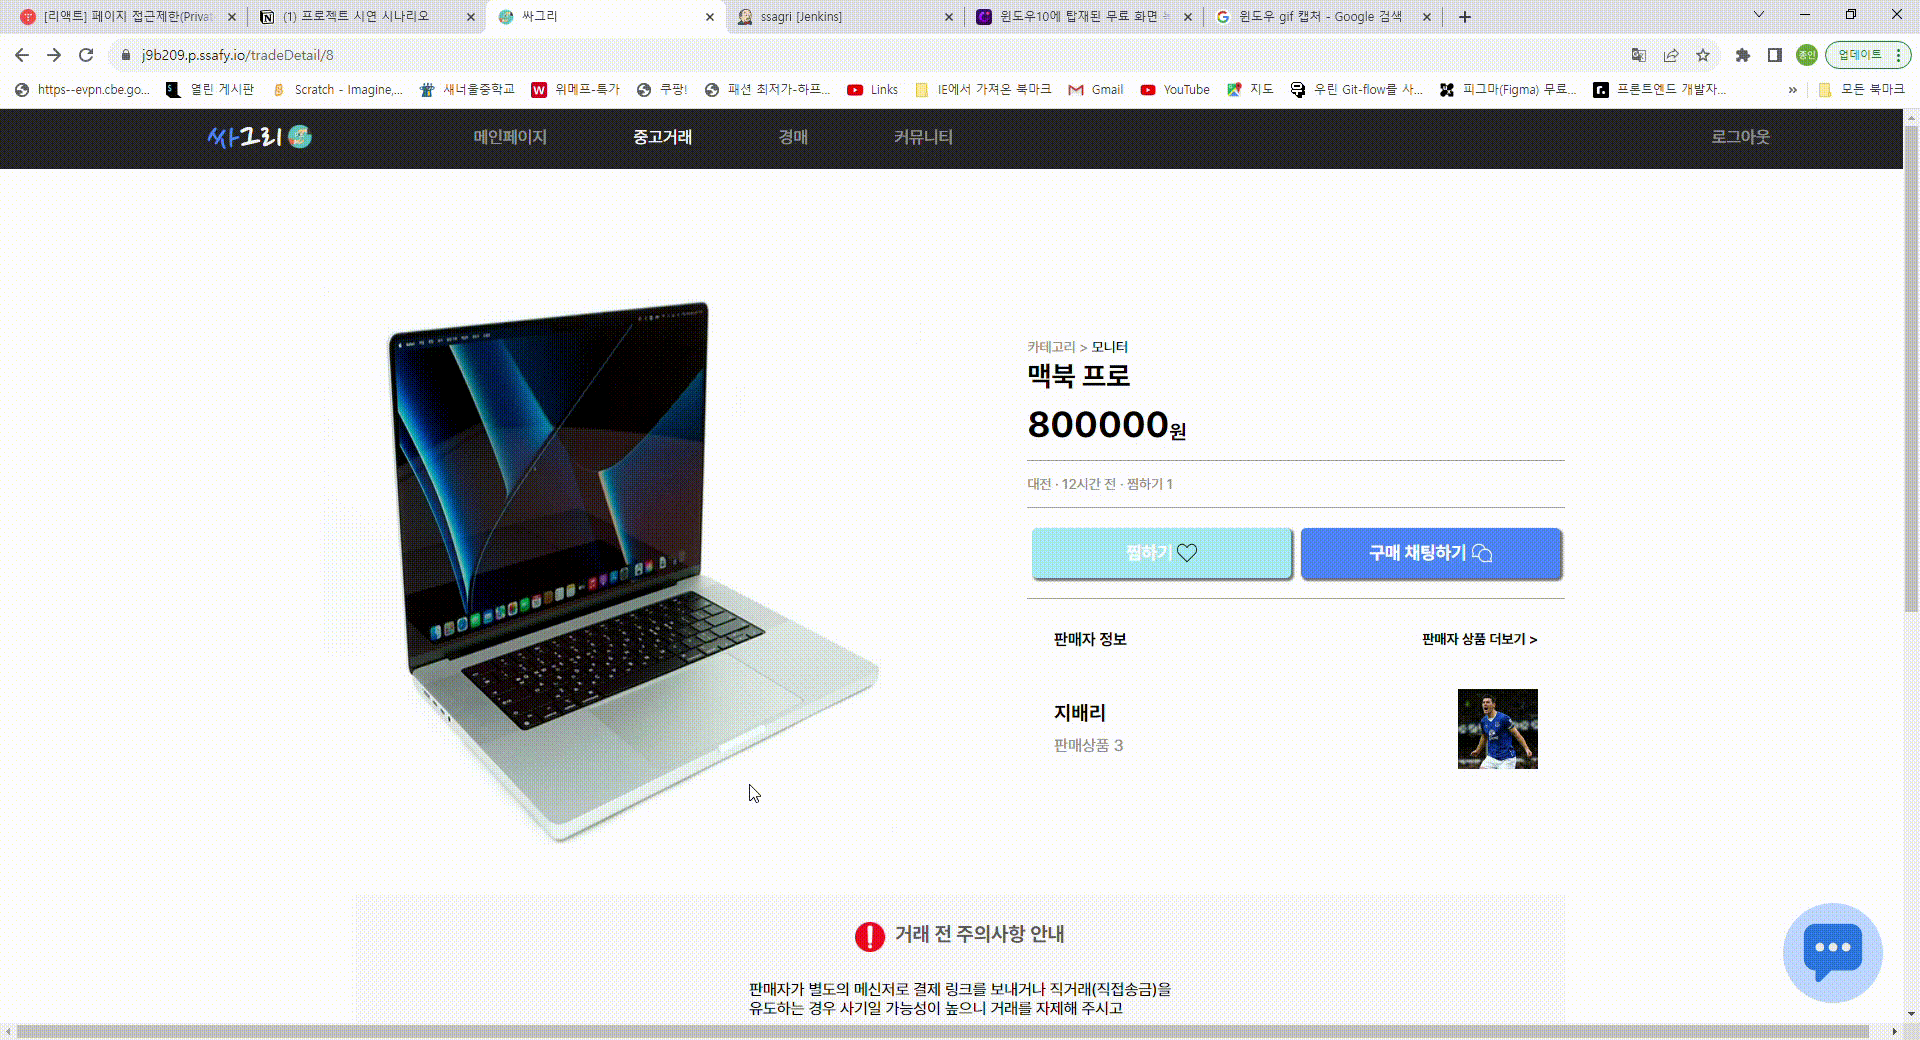 [리액트] 페이지 접근제한(Privat
(1) 프로젝트 시연 시나리오
싸그리
ssagri [Jenkins]
윈도우10에 탑재된 무료 화면 녹
윈도우 gif 캡처 - Google 검색
j9b209.p.ssafy.io/tradeDetail/8
종인
업데이트
https--evpn.cbe.go...
열린 게시판
Scratch - Imagine,...
새너울중학교
위메프-특가
쿠팡!
패션 최저가-하프...
Links
IE에서 가져온 북마크
Gmail
YouTube
지도
우린 Git-flow를 사...
피그마(Figma) 무료...
프론트엔드 개발자...
»
모든 북마크
싸그리
메인페이지
중고거래
경매
커뮤니티
로그아웃
카테고리 > 모니터
맥북 프로
800000원
대전 · 12시간 전 · 찜하기 1
찜하기
구매 채팅하기
판매자 정보
판매자 상품 더보기 >
지배리
판매상품 3
거래 전 주의사항 안내
판매자가 별도의 메신저로 결제 링크를 보내거나 직거래(직접송금)을
유도하는 경우 사기일 가능성이 높으니 거래를 자제해 주시고